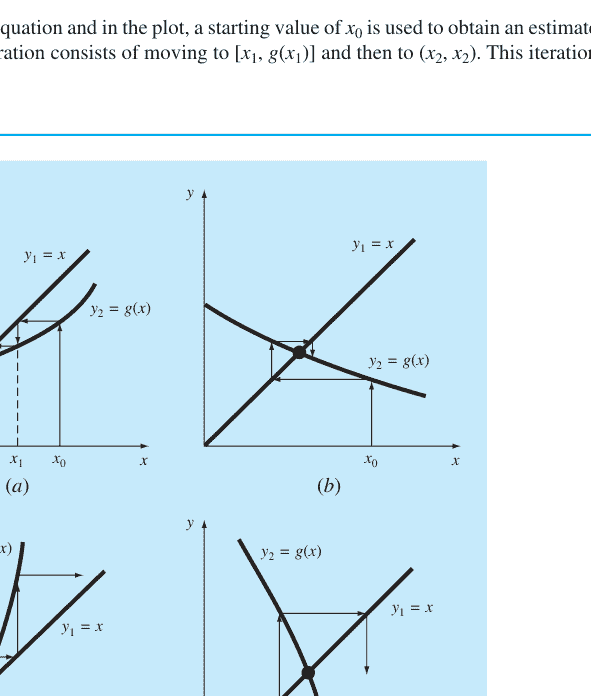 quation and in the plot, a starting value of x₀ is used to obtain an estimate
ration consists of moving to [x₁, g(x₁)] and then to (x₂, x₂). This iteration
y
y₁ = x
y₂ = g(x)
x₁ x₀ x
(a)
y₁ = x
y₂ = g(x)
x₀ x
(b)
x)
y₁ = x
y
y₂ = g(x)
y₁ = x